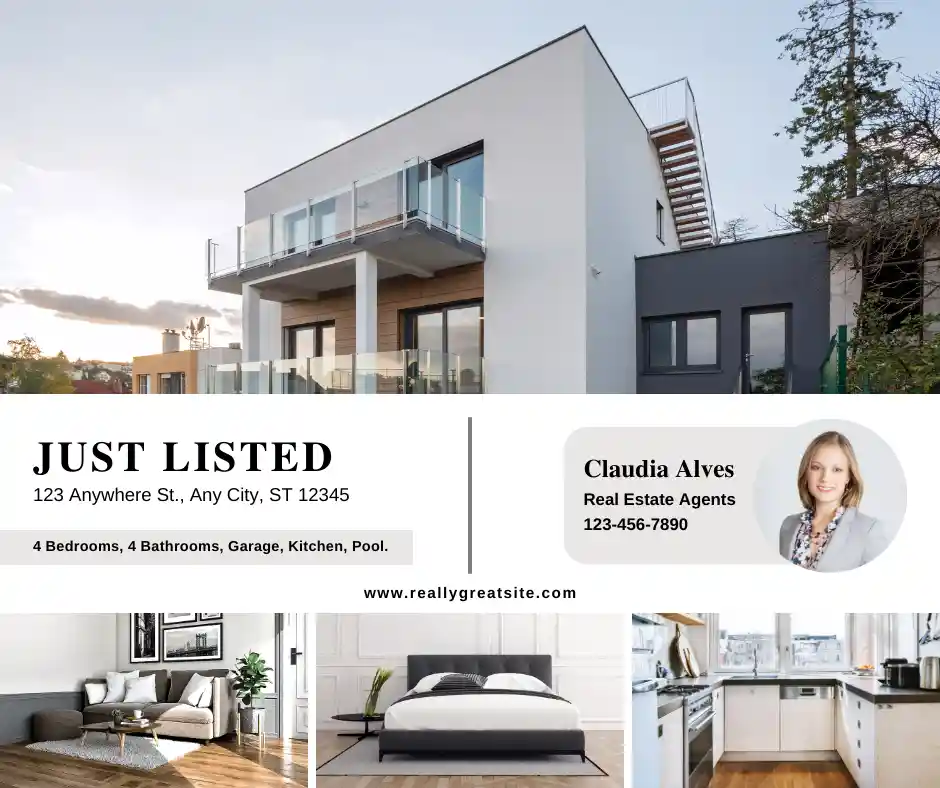 JUST LISTED
123 Anywhere St., Any City, ST 12345
4 Bedrooms, 4 Bathrooms, Garage, Kitchen, Pool.
Claudia Alves
Real Estate Agents
123-456-7890
www.reallygreatsite.com